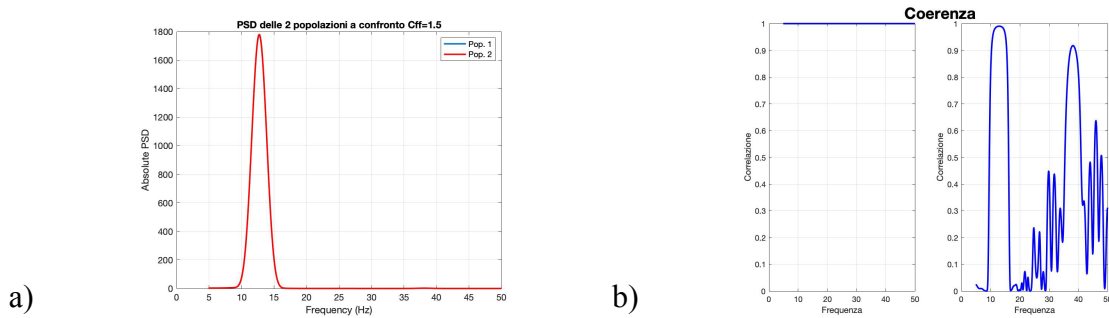 a)
PSD delle 2 popolazioni a confronto Cff=1.5
Pop. 1
Pop. 2
Absolute PSD
1800
1600
1400
1200
1000
800
600
400
200
0
0 5 10 15 20 25 30 35 40 45 50
Frequency (Hz)
b)
Coerenza
Correlazione
1
0.9
0.8
0.7
0.6
0.5
0.4
0.3
0.2
0.1
0
0 10 20 30 40 50
Frequenza
Correlazione
1
0.9
0.8
0.7
0.6
0.5
0.4
0.3
0.2
0.1
0
0 10 20 30 40 50
Frequenza